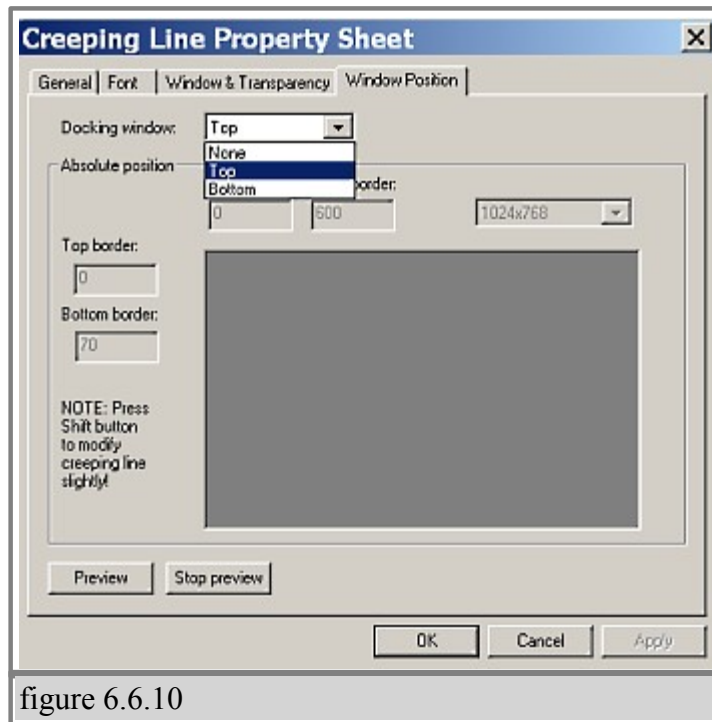 Creeping Line Property Sheet
General Font Window & Transparency Window Position
Docking window: Top
None
Top
Bottom
Absolute position
border:
0 600 1024x768
Top border:
0
Bottom border:
70
NOTE: Press
Shift button
to modify
creeping line
slightly!
Preview Stop preview
OK Cancel Apply
figure 6.6.10